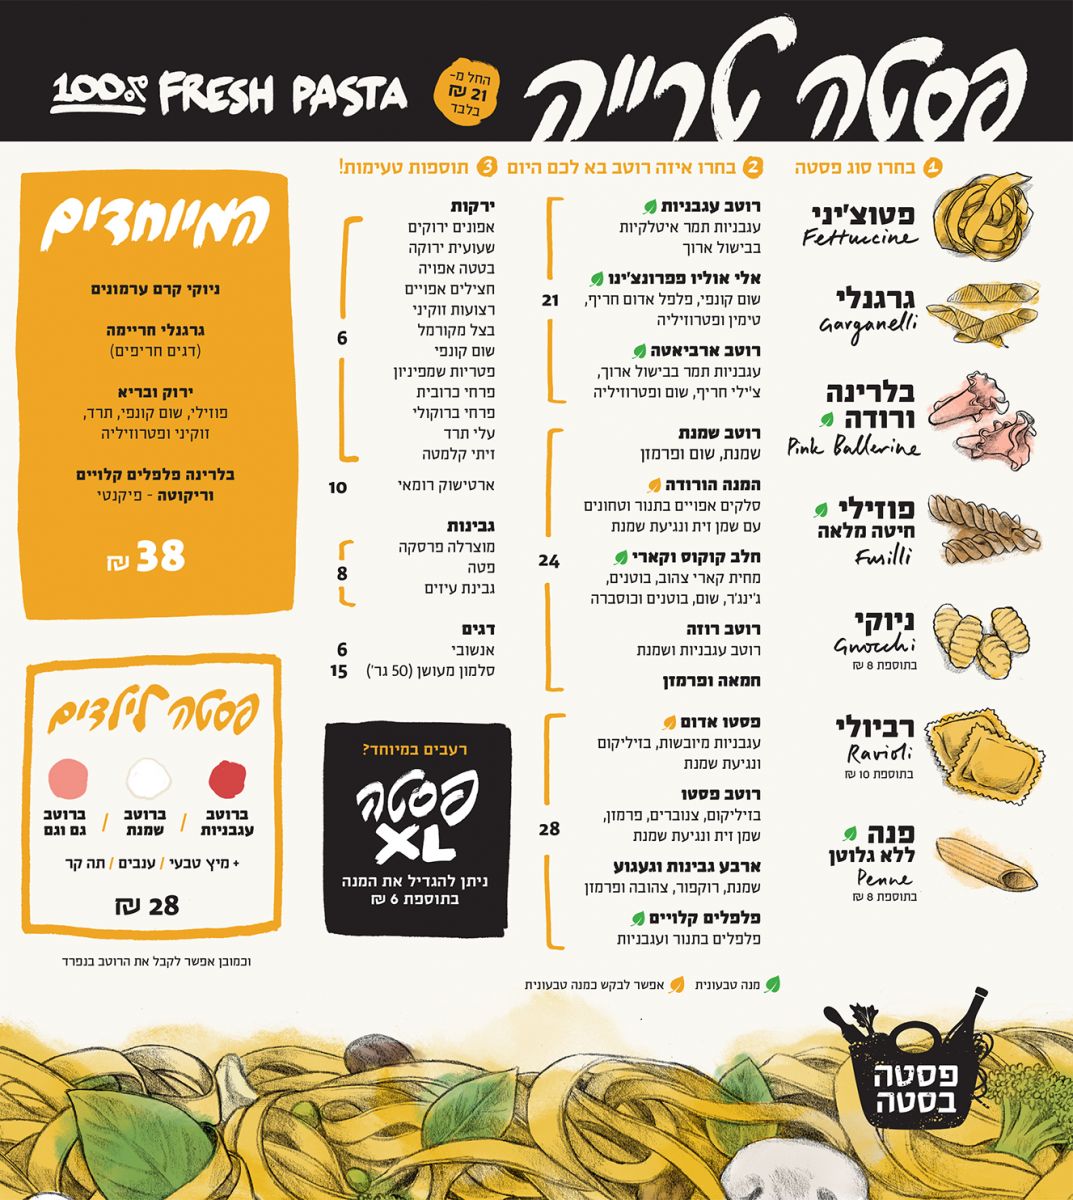 פסטה טרייה
החל מ-
21 ₪
בלבד
100% FRESH PASTA
1 בחרו סוג פסטה
פטוצ'יני
Fettuccine
גרגנלי
Garganelli
בלרינה
ורודה
Pink Ballerine
פוזילי
חיטה מלאה
Fusilli
ניוקי
Gnocchi
בתוספת 8 ₪
רביולי
Ravioli
בתוספת 10 ₪
פנה
ללא גלוטן
Penne
בתוספת 8 ₪
2 בחרו איזה רוטב בא לכם היום
רוטב עגבניות
עגבניות תמר איטלקיות
בבישול ארוך
אלי אוליו פפרונצ'ינו
שום קונפי, פלפל אדום חריף,
טימין ופטרוזיליה
רוטב ארביאטה
עגבניות תמר בבישול ארוך,
צ'ילי חריף, שום ופטרוזיליה
21
רוטב שמנת
שמנת, שום ופרמזן
המנה הורודה
סלקים אפויים בתנור וטחונים
עם שמן זית ונגיעת שמנת
חלב קוקוס וקארי
מחית קארי צהוב, בוטנים,
ג'ינג'ר, שום, בוטנים וכוסברה
רוטב רוזה
רוטב עגבניות ושמנת
חמאה ופרמזן
24
פסטו אדום
עגבניות מיובשות, בזיליקום
ונגיעת שמנת
רוטב פסטו
בזיליקום, צנוברים, פרמזן,
שמן זית ונגיעת שמנת
ארבע גבינות וגעגוע
שמנת, רוקפור, צהובה ופרמזן
פלפלים קלויים
פלפלים בתנור ועגבניות
28
מנה טבעונית
אפשר לבקש כמנה טבעונית
3 תוספות טעימות!
ירקות
אפונים ירוקים
שעועית ירוקה
בטטה אפויה
חצילים אפויים
רצועות זוקיני
בצל מקורמל
שום קונפי
פטריות שמפיניון
פרחי כרובית
פרחי ברוקולי
עלי תרד
זיתי קלמטה
6
ארטישוק רומאי 10
גבינות
מוצרלה פרסקה
פטה
גבינת עיזים
8
דגים
אנשובי 6
סלמון מעושן (50 גר') 15
רעבים במיוחד?
פסטה
XL
ניתן להגדיל את המנה
בתוספת 6 ₪
המיוחדים
ניוקי קרם ערמונים
גרגנלי חריימה
(דגים חריפים)
ירוק ובריא
פוזילי, שום קונפי, תרד,
זוקיני ופטרוזיליה
בלרינה פלפלים קלויים
וריקוטה - פיקנטי
38 ₪
פסטה לילדים
ברוטב
עגבניות
/
ברוטב
שמנת
/
ברוטב
גם וגם
+ מיץ טבעי / ענבים / תה קר
28 ₪
וכמובן אפשר לקבל את הרוטב בנפרד
פסטה
בסטה